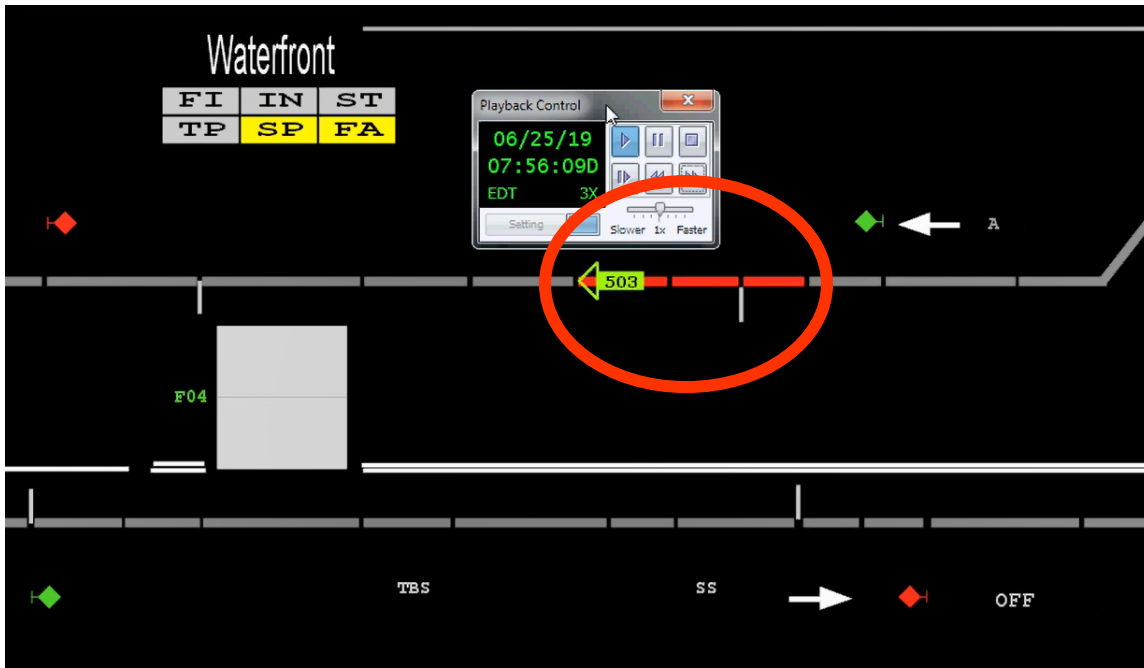 Waterfront
FI IN ST
TP SP FA
Playback Control
06/25/19
07:56:09D
EDT 3X
Setting
Slower 1x Faster
A
503
F04
TBS
SS
OFF